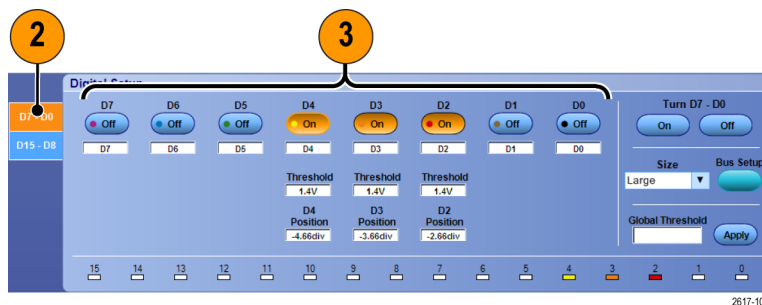 2 3
Digital Setup
D7 - D0
D15 - D8
D7 D6 D5 D4 D3 D2 D1 D0
Off Off Off On On On Off Off
D7 D6 D5 D4 D3 D2 D1 D0
Threshold Threshold Threshold
1.4V 1.4V 1.4V
D4 D3 D2
Position Position Position
-4.66div -3.66div -2.66div
Turn D7 - D0
On Off
Size Bus Setup
Large
Global Threshold
Apply
15 14 13 12 11 10 9 8 7 6 5 4 3 2 1 0
2617-10